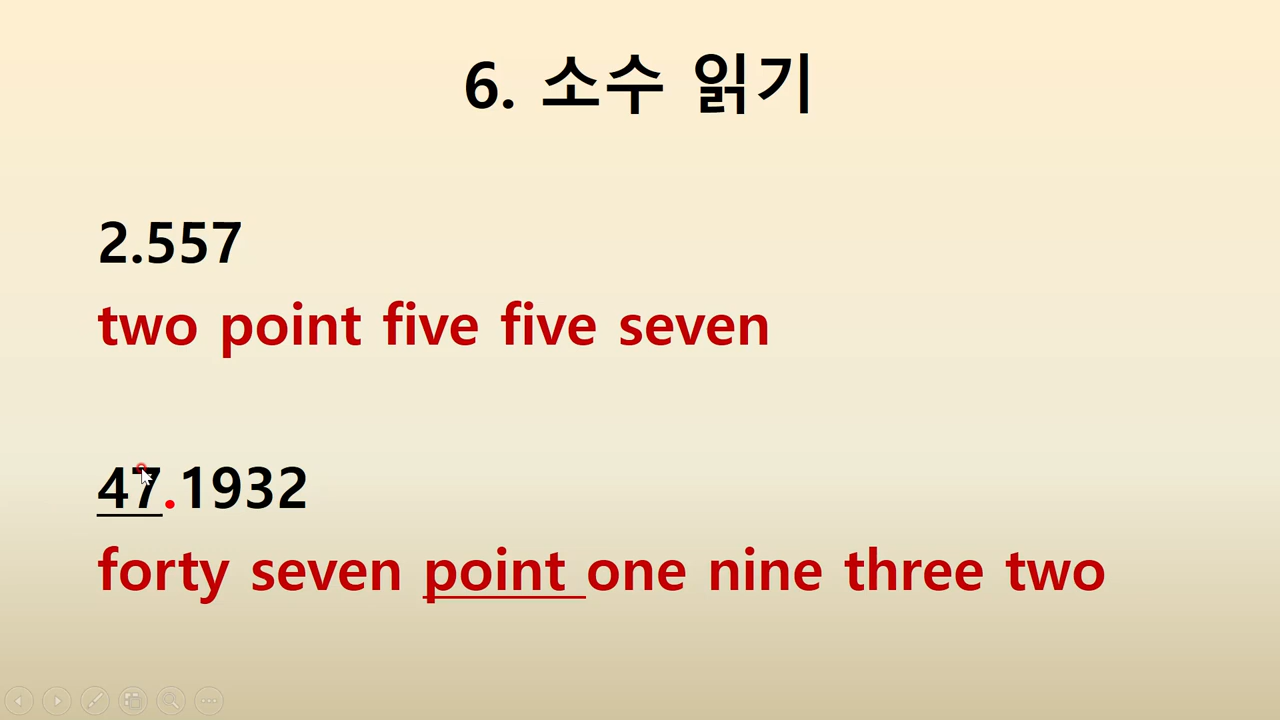 6. 소수 읽기
2.557
two point five five seven
47.1932
forty seven point one nine three two